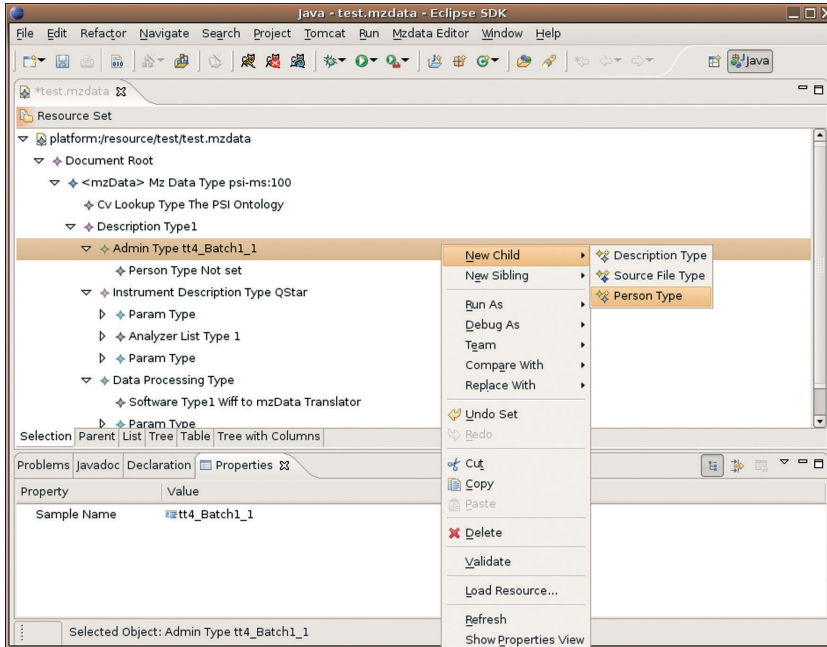 Java - test.mzdata - Eclipse SDK
File Edit Refactor Navigate Search Project Tomcat Run Mzdata Editor Window Help
Java
*test.mzdata
Resource Set
platform:/resource/test/test.mzdata
Document Root
<mzData> Mz Data Type psi-ms:100
Cv Lookup Type The PSI Ontology
Description Type1
Admin Type tt4_Batch1_1
Person Type Not set
Instrument Description Type QStar
Param Type
Analyzer List Type 1
Param Type
Data Processing Type
Software Type1 Wiff to mzData Translator
Param Type
Selection Parent List Tree Table Tree with Columns
New Child
New Sibling
Run As
Debug As
Team
Compare With
Replace With
Undo Set
Redo
Cut
Copy
Paste
Delete
Validate
Load Resource...
Refresh
Show Properties View
Description Type
Source File Type
Person Type
Problems Javadoc Declaration Properties
Property Value
Sample Name tt4_Batch1_1
Selected Object: Admin Type tt4_Batch1_1